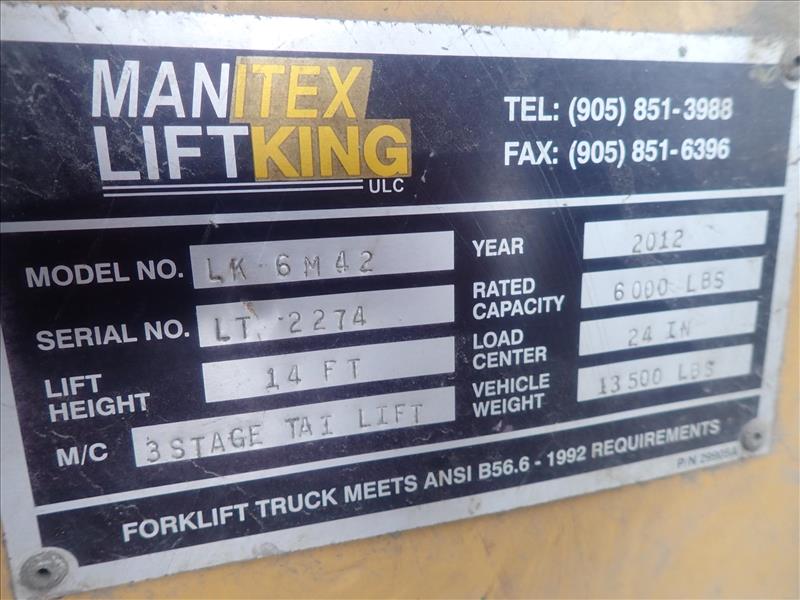 MANITEX
LIFTKING
ULC
TEL: (905) 851-3988
FAX: (905) 851-6396
MODEL NO. LK 6M42
SERIAL NO. LT 2274
LIFT HEIGHT 14 FT
M/C 3 STAGE TAI LIFT
YEAR 2012
RATED CAPACITY 6000 LBS
LOAD CENTER 24 IN
VEHICLE WEIGHT 13500 LBS
FORKLIFT TRUCK MEETS ANSI B56.6 - 1992 REQUIREMENTS
P/N